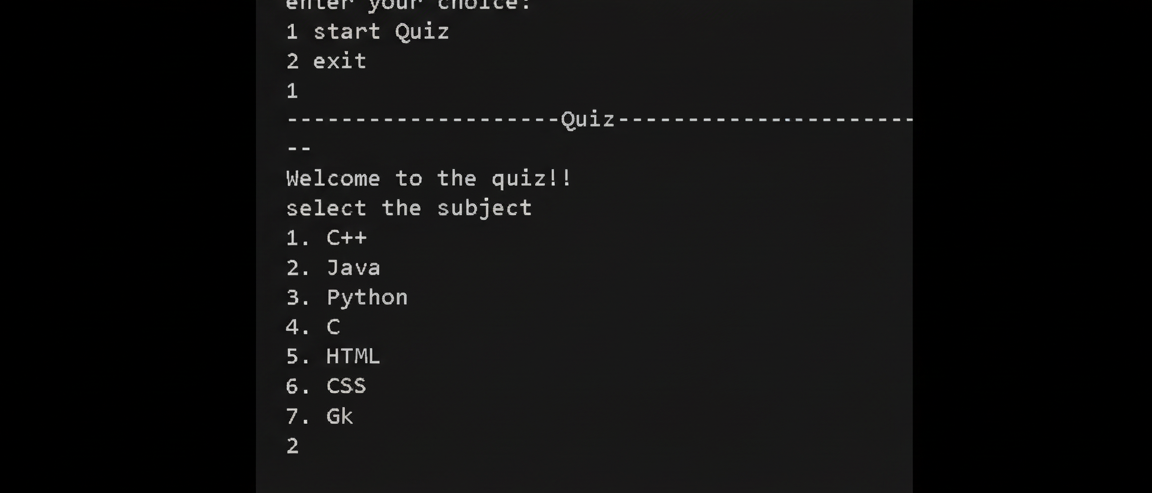 enter your choice:
1 start Quiz
2 exit
1
--------------------Quiz----------------------
--
Welcome to the quiz!!
select the subject
1. C++
2. Java
3. Python
4. C
5. HTML
6. CSS
7. Gk
2